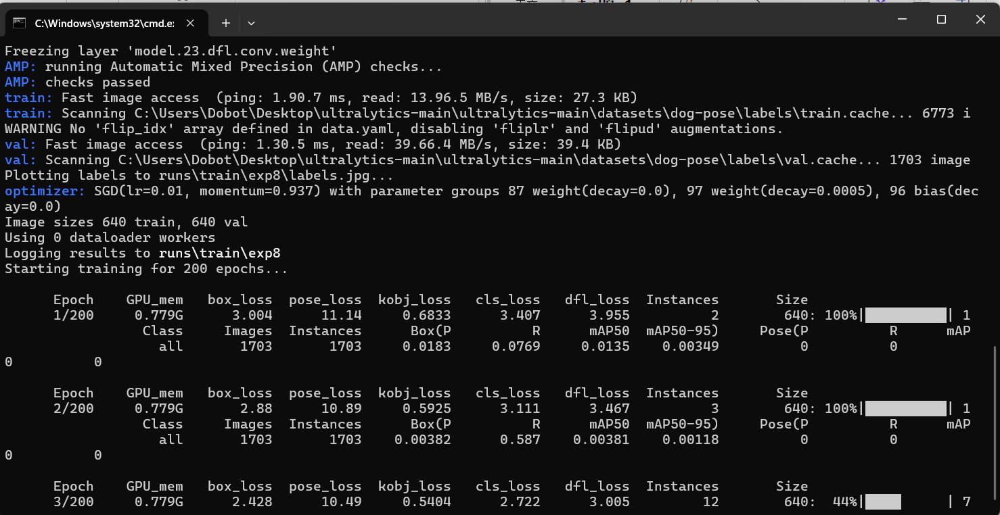 C:\Windows\system32\cmd.e
Freezing layer 'model.23.dfl.conv.weight'
AMP: running Automatic Mixed Precision (AMP) checks...
AMP: checks passed
train: Fast image access  (ping: 1.90.7 ms, read: 13.96.5 MB/s, size: 27.3 KB)
train: Scanning C:\Users\Dobot\Desktop\ultralytics-main\ultralytics-main\datasets\dog-pose\labels\train.cache... 6773 i
WARNING No 'flip_idx' array defined in data.yaml, disabling 'fliplr' and 'flipud' augmentations.
val: Fast image access  (ping: 1.30.5 ms, read: 39.66.4 MB/s, size: 39.4 KB)
val: Scanning C:\Users\Dobot\Desktop\ultralytics-main\ultralytics-main\datasets\dog-pose\labels\val.cache... 1703 image
Plotting labels to runs\train\exp8\labels.jpg...
optimizer: SGD(lr=0.01, momentum=0.937) with parameter groups 87 weight(decay=0.0), 97 weight(decay=0.0005), 96 bias(dec
ay=0.0)
Image sizes 640 train, 640 val
Using 0 dataloader workers
Logging results to runs\train\exp8
Starting training for 200 epochs...
Epoch GPU_mem box_loss pose_loss kobj_loss cls_loss dfl_loss Instances Size
1/200 0.779G 3.004 11.14 0.6833 3.407 3.955 2 640: 100%| | 1
Class Images Instances Box(P R mAP50 mAP50-95) Pose(P R mAP
all 1703 1703 0.0183 0.0769 0.0135 0.00349 0 0
0 0
Epoch GPU_mem box_loss pose_loss kobj_loss cls_loss dfl_loss Instances Size
2/200 0.779G 2.88 10.89 0.5925 3.111 3.467 3 640: 100%| | 1
Class Images Instances Box(P R mAP50 mAP50-95) Pose(P R mAP
all 1703 1703 0.00382 0.587 0.00381 0.00118 0 0
0 0
Epoch GPU_mem box_loss pose_loss kobj_loss cls_loss dfl_loss Instances Size
3/200 0.779G 2.428 10.49 0.5404 2.722 3.005 12 640: 44%| | 7